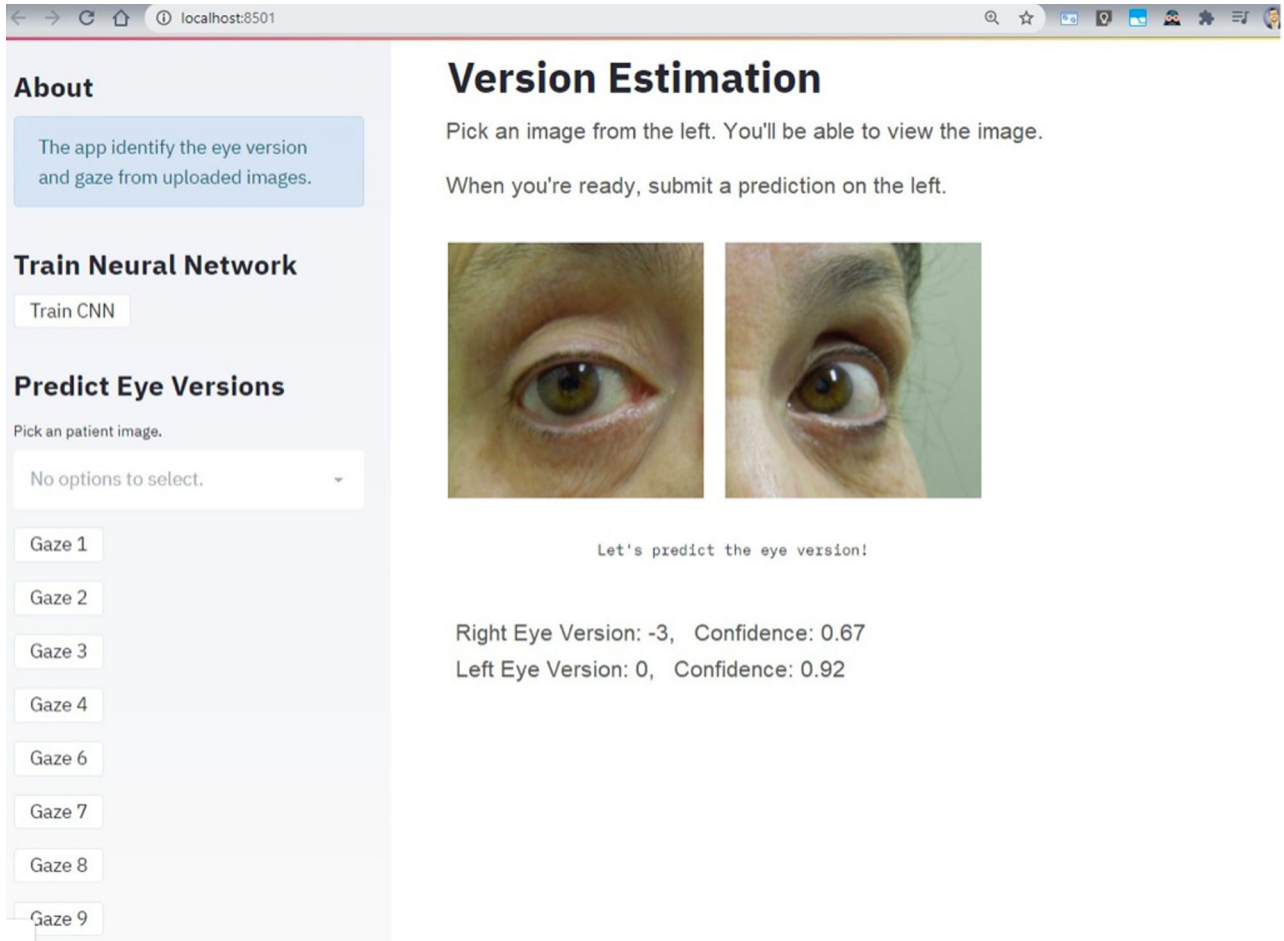 localhost:8501
About
The app identify the eye version
and gaze from uploaded images.
Train Neural Network
Train CNN
Predict Eye Versions
Pick an patient image.
No options to select.
Gaze 1
Gaze 2
Gaze 3
Gaze 4
Gaze 6
Gaze 7
Gaze 8
Gaze 9
Version Estimation
Pick an image from the left. You'll be able to view the image.
When you're ready, submit a prediction on the left.
Let's predict the eye version!
Right Eye Version: -3, Confidence: 0.67
Left Eye Version: 0, Confidence: 0.92